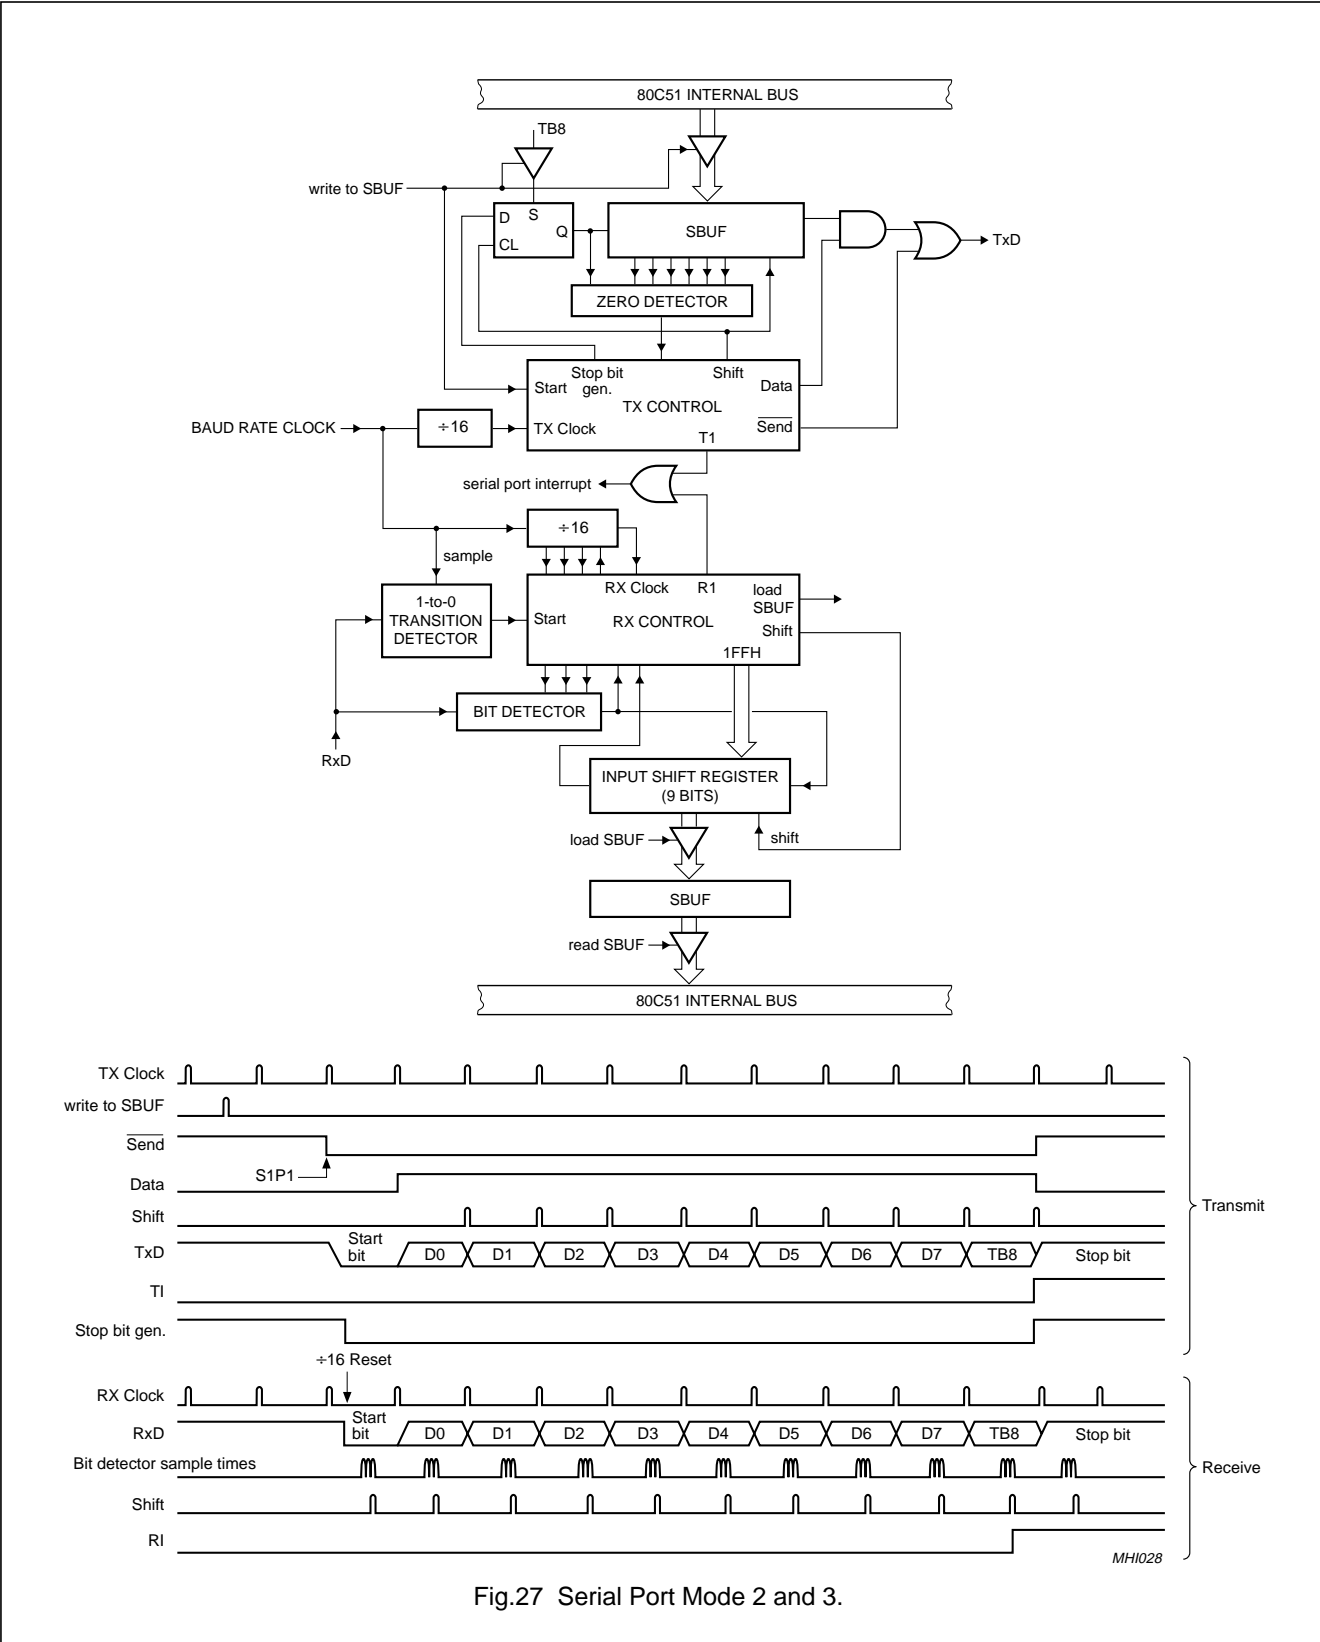 80C51 INTERNAL BUS
TB8
write to SBUF
D
S
Q
CL
SBUF
TxD
ZERO DETECTOR
Stop bit
gen.
Shift
Start
Data
TX CONTROL
BAUD RATE CLOCK
÷16
TX Clock
Send
T1
serial port interrupt
÷16
sample
RX Clock
R1
load
SBUF
1-to-0
TRANSITION
DETECTOR
Start
RX CONTROL
Shift
1FFH
BIT DETECTOR
RxD
INPUT SHIFT REGISTER
(9 BITS)
load SBUF
shift
SBUF
read SBUF
80C51 INTERNAL BUS
TX Clock
write to SBUF
Send
S1P1
Data
Shift
Transmit
TxD
Start
bit
D0 D1 D2 D3 D4 D5 D6 D7 TB8 Stop bit
TI
Stop bit gen.
÷16 Reset
RX Clock
RxD
Start
bit
D0 D1 D2 D3 D4 D5 D6 D7 TB8 Stop bit
Bit detector sample times
Receive
Shift
RI
MHI028
Fig.27 Serial Port Mode 2 and 3.